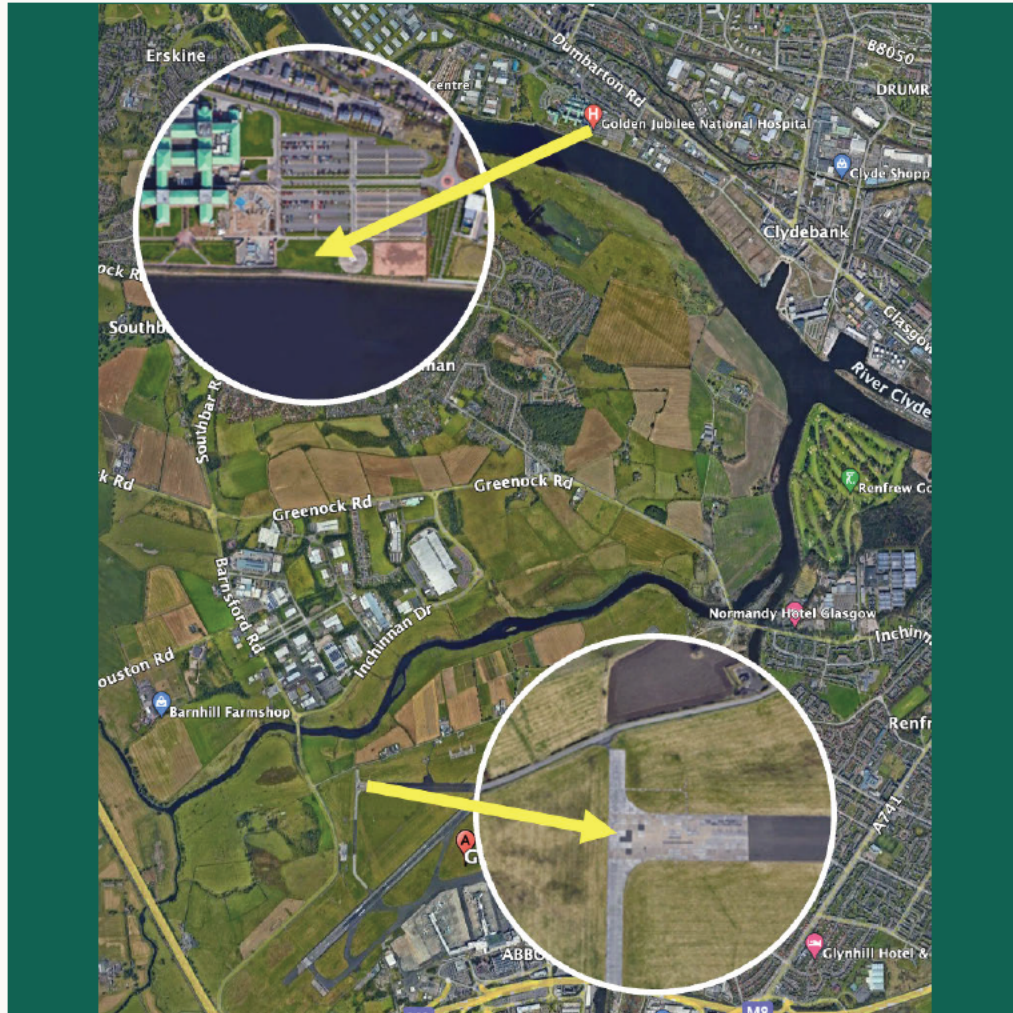 Erskine
B8050
Dumbarton Rd
centre
DRUMR
H
Golden Jubilee National Hospital
Clyde Shopp
Clydebank
ock R
Southb
man
Glasgow
River Clyde
Southbar R
ck Rd
Greenock Rd
Greenock Rd
Renfrew Go
Barnsford Rd
Inchinnan Dr
Normandy Hotel Glasgow
Inchinn
ouston Rd
Barnhill Farmshop
Renfr
A741
A
G
ABBO
Glynhill Hotel &
M8